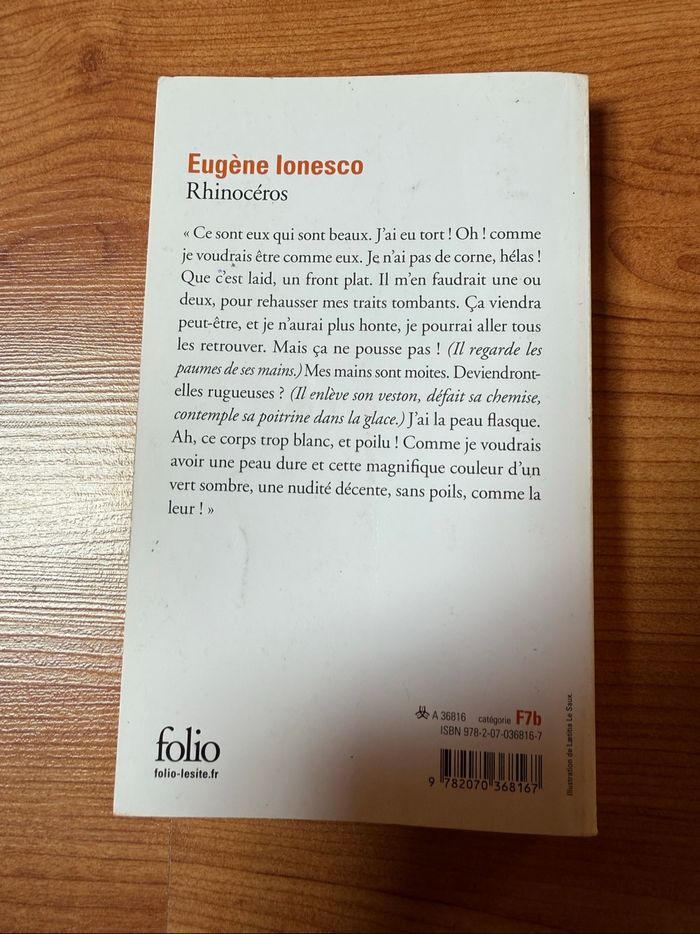 Eugène Ionesco
Rhinocéros
« Ce sont eux qui sont beaux. J'ai eu tort ! Oh ! comme
je voudrais être comme eux. Je n'ai pas de corne, hélas !
Que c'est laid, un front plat. Il m'en faudrait une ou
deux, pour rehausser mes traits tombants. Ça viendra
peut-être, et je n'aurai plus honte, je pourrai aller tous
les retrouver. Mais ça ne pousse pas ! (Il regarde les
paumes de ses mains.) Mes mains sont moites. Deviendront-
elles rugueuses ? (Il enlève son veston, défait sa chemise,
contemple sa poitrine dans la glace.) J'ai la peau flasque.
Ah, ce corps trop blanc, et poilu ! Comme je voudrais
avoir une peau dure et cette magnifique couleur d'un
vert sombre, une nudité décente, sans poils, comme la
leur ! »
A 36816 catégorie F7b
ISBN 978-2-07-036816-7
9 782070 368167
folio
folio-lesite.fr
Illustration de Lætitia Le Saux.